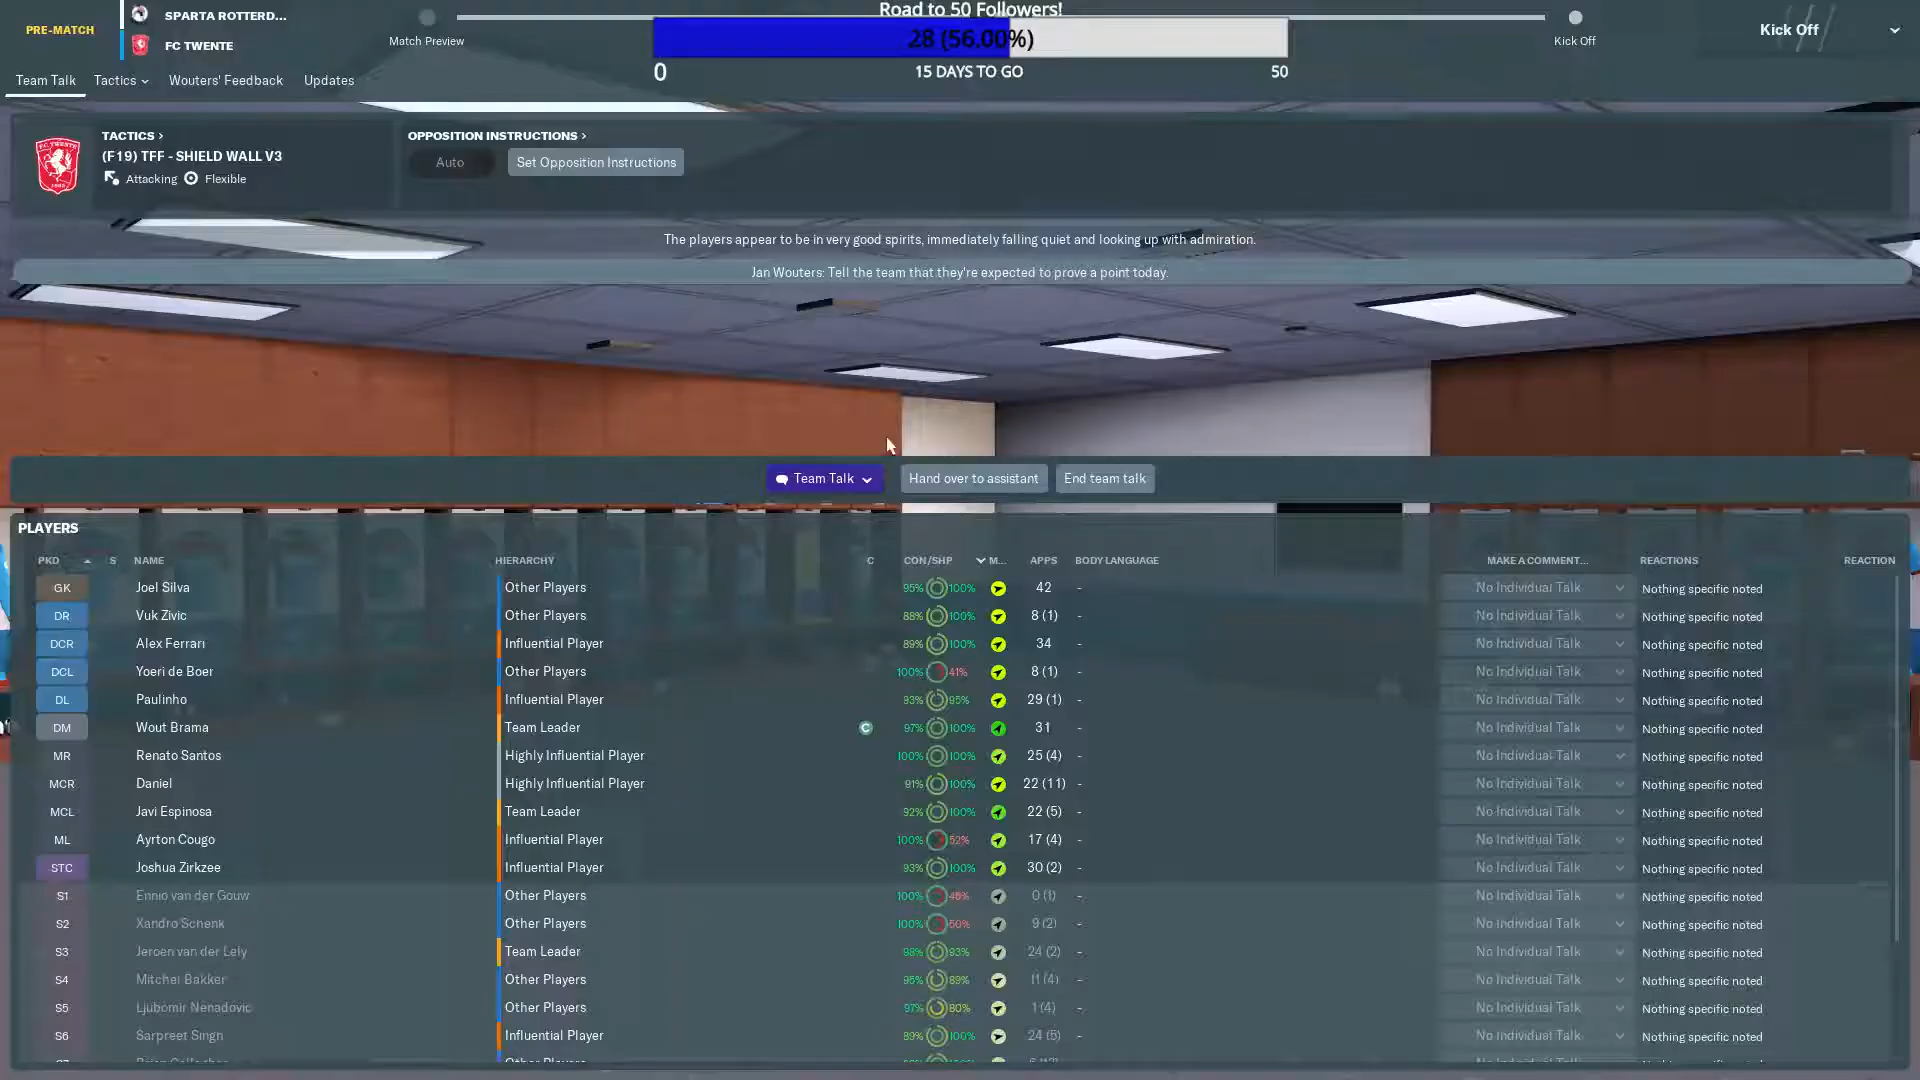 PRE-MATCH
SPARTA ROTTERD...
FC TWENTE
Match Preview
Road to 50 Followers!
28 (56.00%)
0
15 DAYS TO GO
50
Kick Off
Kick Off
Team Talk
Tactics
Wouters' Feedback
Updates
TACTICS >
(F19) TFF - SHIELD WALL V3
Attacking Flexible
OPPOSITION INSTRUCTIONS >
Auto
Set Opposition Instructions
The players appear to be in very good spirits, immediately falling quiet and looking up with admiration.
Jan Wouters: Tell the team that they're expected to prove a point today.
Team Talk
Hand over to assistant
End team talk
PLAYERS
PKD S NAME HIERARCHY C CON/SHP M... APPS BODY LANGUAGE MAKE A COMMENT... REACTIONS REACTION
GK Joel Silva Other Players 95% 100% 42 - No Individual Talk Nothing specific noted
DR Vuk Zivic Other Players 88% 100% 8 (1) - No Individual Talk Nothing specific noted
DCR Alex Ferrari Influential Player 89% 100% 34 - No Individual Talk Nothing specific noted
DCL Yoeri de Boer Other Players 100% 41% 8 (1) - No Individual Talk Nothing specific noted
DL Paulinho Influential Player 93% 95% 29 (1) - No Individual Talk Nothing specific noted
DM Wout Brama Team Leader C 97% 100% 31 - No Individual Talk Nothing specific noted
MR Renato Santos Highly Influential Player 100% 100% 25 (4) - No Individual Talk Nothing specific noted
MCR Daniel Highly Influential Player 91% 100% 22 (11) - No Individual Talk Nothing specific noted
MCL Javi Espinosa Team Leader 92% 100% 22 (5) - No Individual Talk Nothing specific noted
ML Ayrton Cougo Influential Player 100% 52% 17 (4) - No Individual Talk Nothing specific noted
STC Joshua Zirkzee Influential Player 93% 100% 30 (2) - No Individual Talk Nothing specific noted
S1 Ennio van der Gouw Other Players 100% 0 (1) - No Individual Talk Nothing specific noted
S2 Xandro Schenk Other Players 100% 50% 9 (2) - No Individual Talk Nothing specific noted
S3 Jeroen van der Lely Team Leader 98% 93% 24 (2) - No Individual Talk Nothing specific noted
S4 Mitchel Bakker Other Players 95% 89% 11 (4) - No Individual Talk Nothing specific noted
S5 Ljubomir Nenadovic Other Players 97% 80% 1 (4) - No Individual Talk Nothing specific noted
S6 Sarpreet Singh Influential Player 89% 100% 24 (5) - No Individual Talk Nothing specific noted